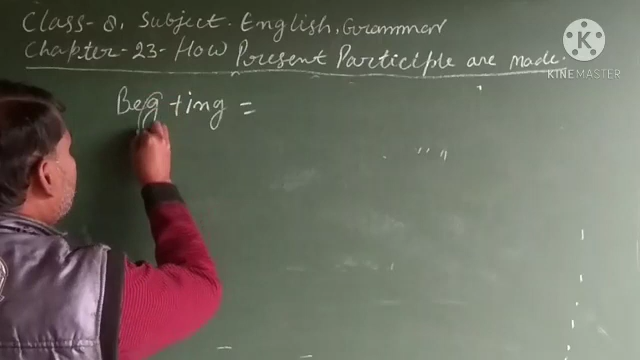 Class-8, Subject. English, Grammar
Chapter-23-How Present Participle are made.
Beg +ing =
KINEMASTER